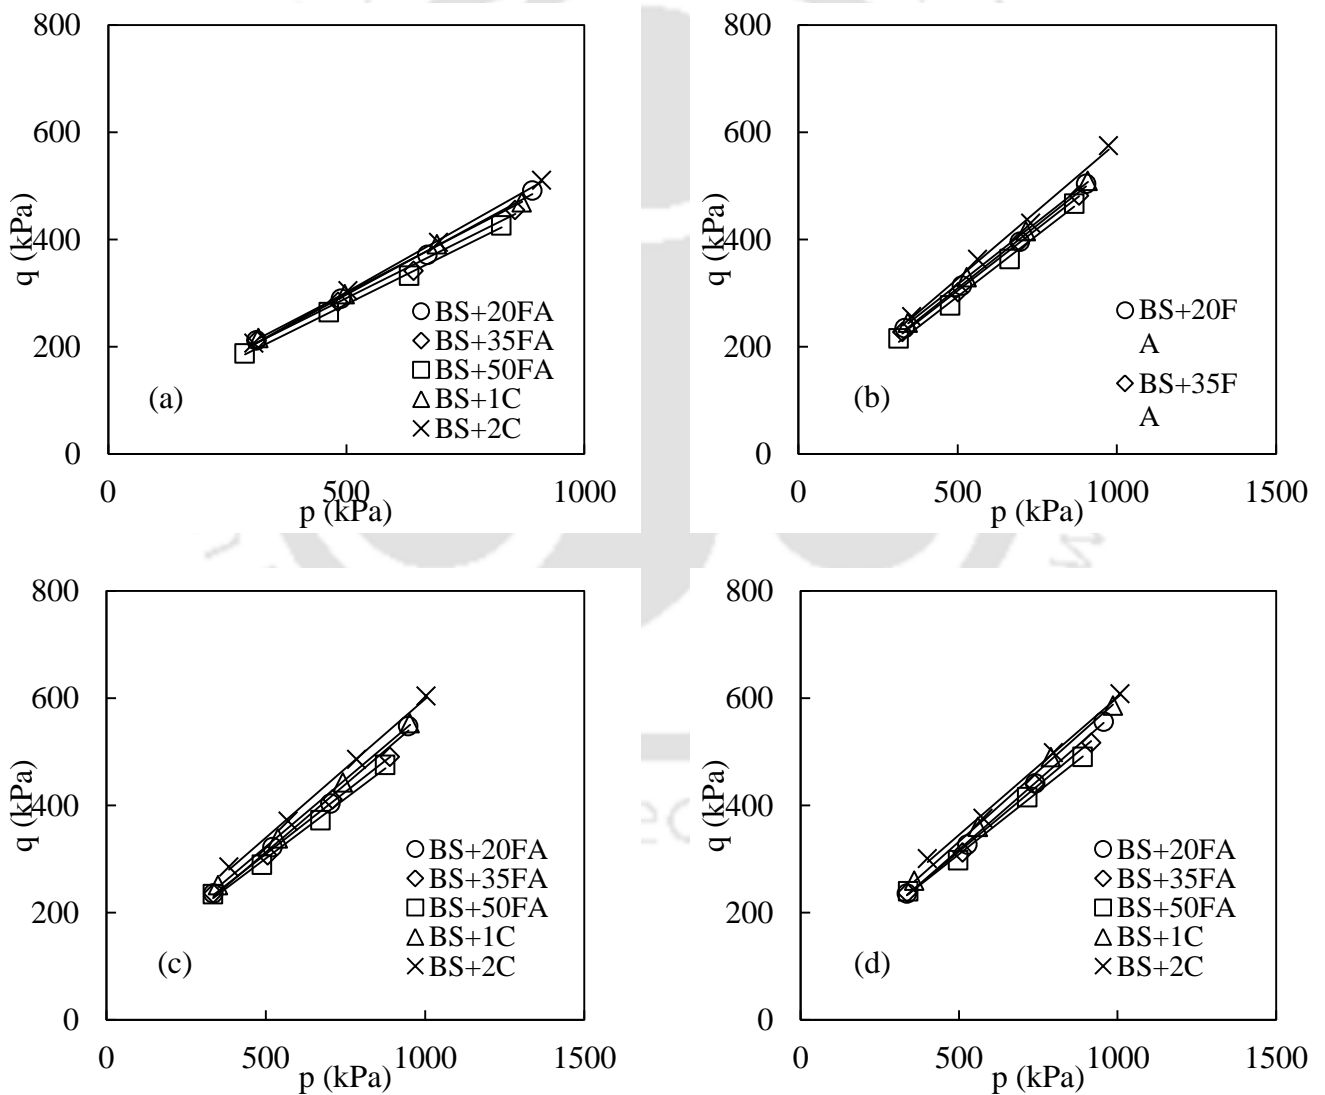 800
600
400
200
0
q (kPa)
0
500
1000
p (kPa)
(a)
BS+20FA
BS+35FA
BS+50FA
BS+1C
BS+2C
800
600
400
200
0
q (kPa)
0
500
1000
1500
p (kPa)
(b)
BS+20F
A
BS+35F
A
800
600
400
200
0
q (kPa)
0
500
1000
1500
p (kPa)
(c)
BS+20FA
BS+35FA
BS+50FA
BS+1C
BS+2C
800
600
400
200
0
q (kPa)
0
500
1000
1500
p (kPa)
(d)
BS+20FA
BS+35FA
BS+50FA
BS+1C
BS+2C